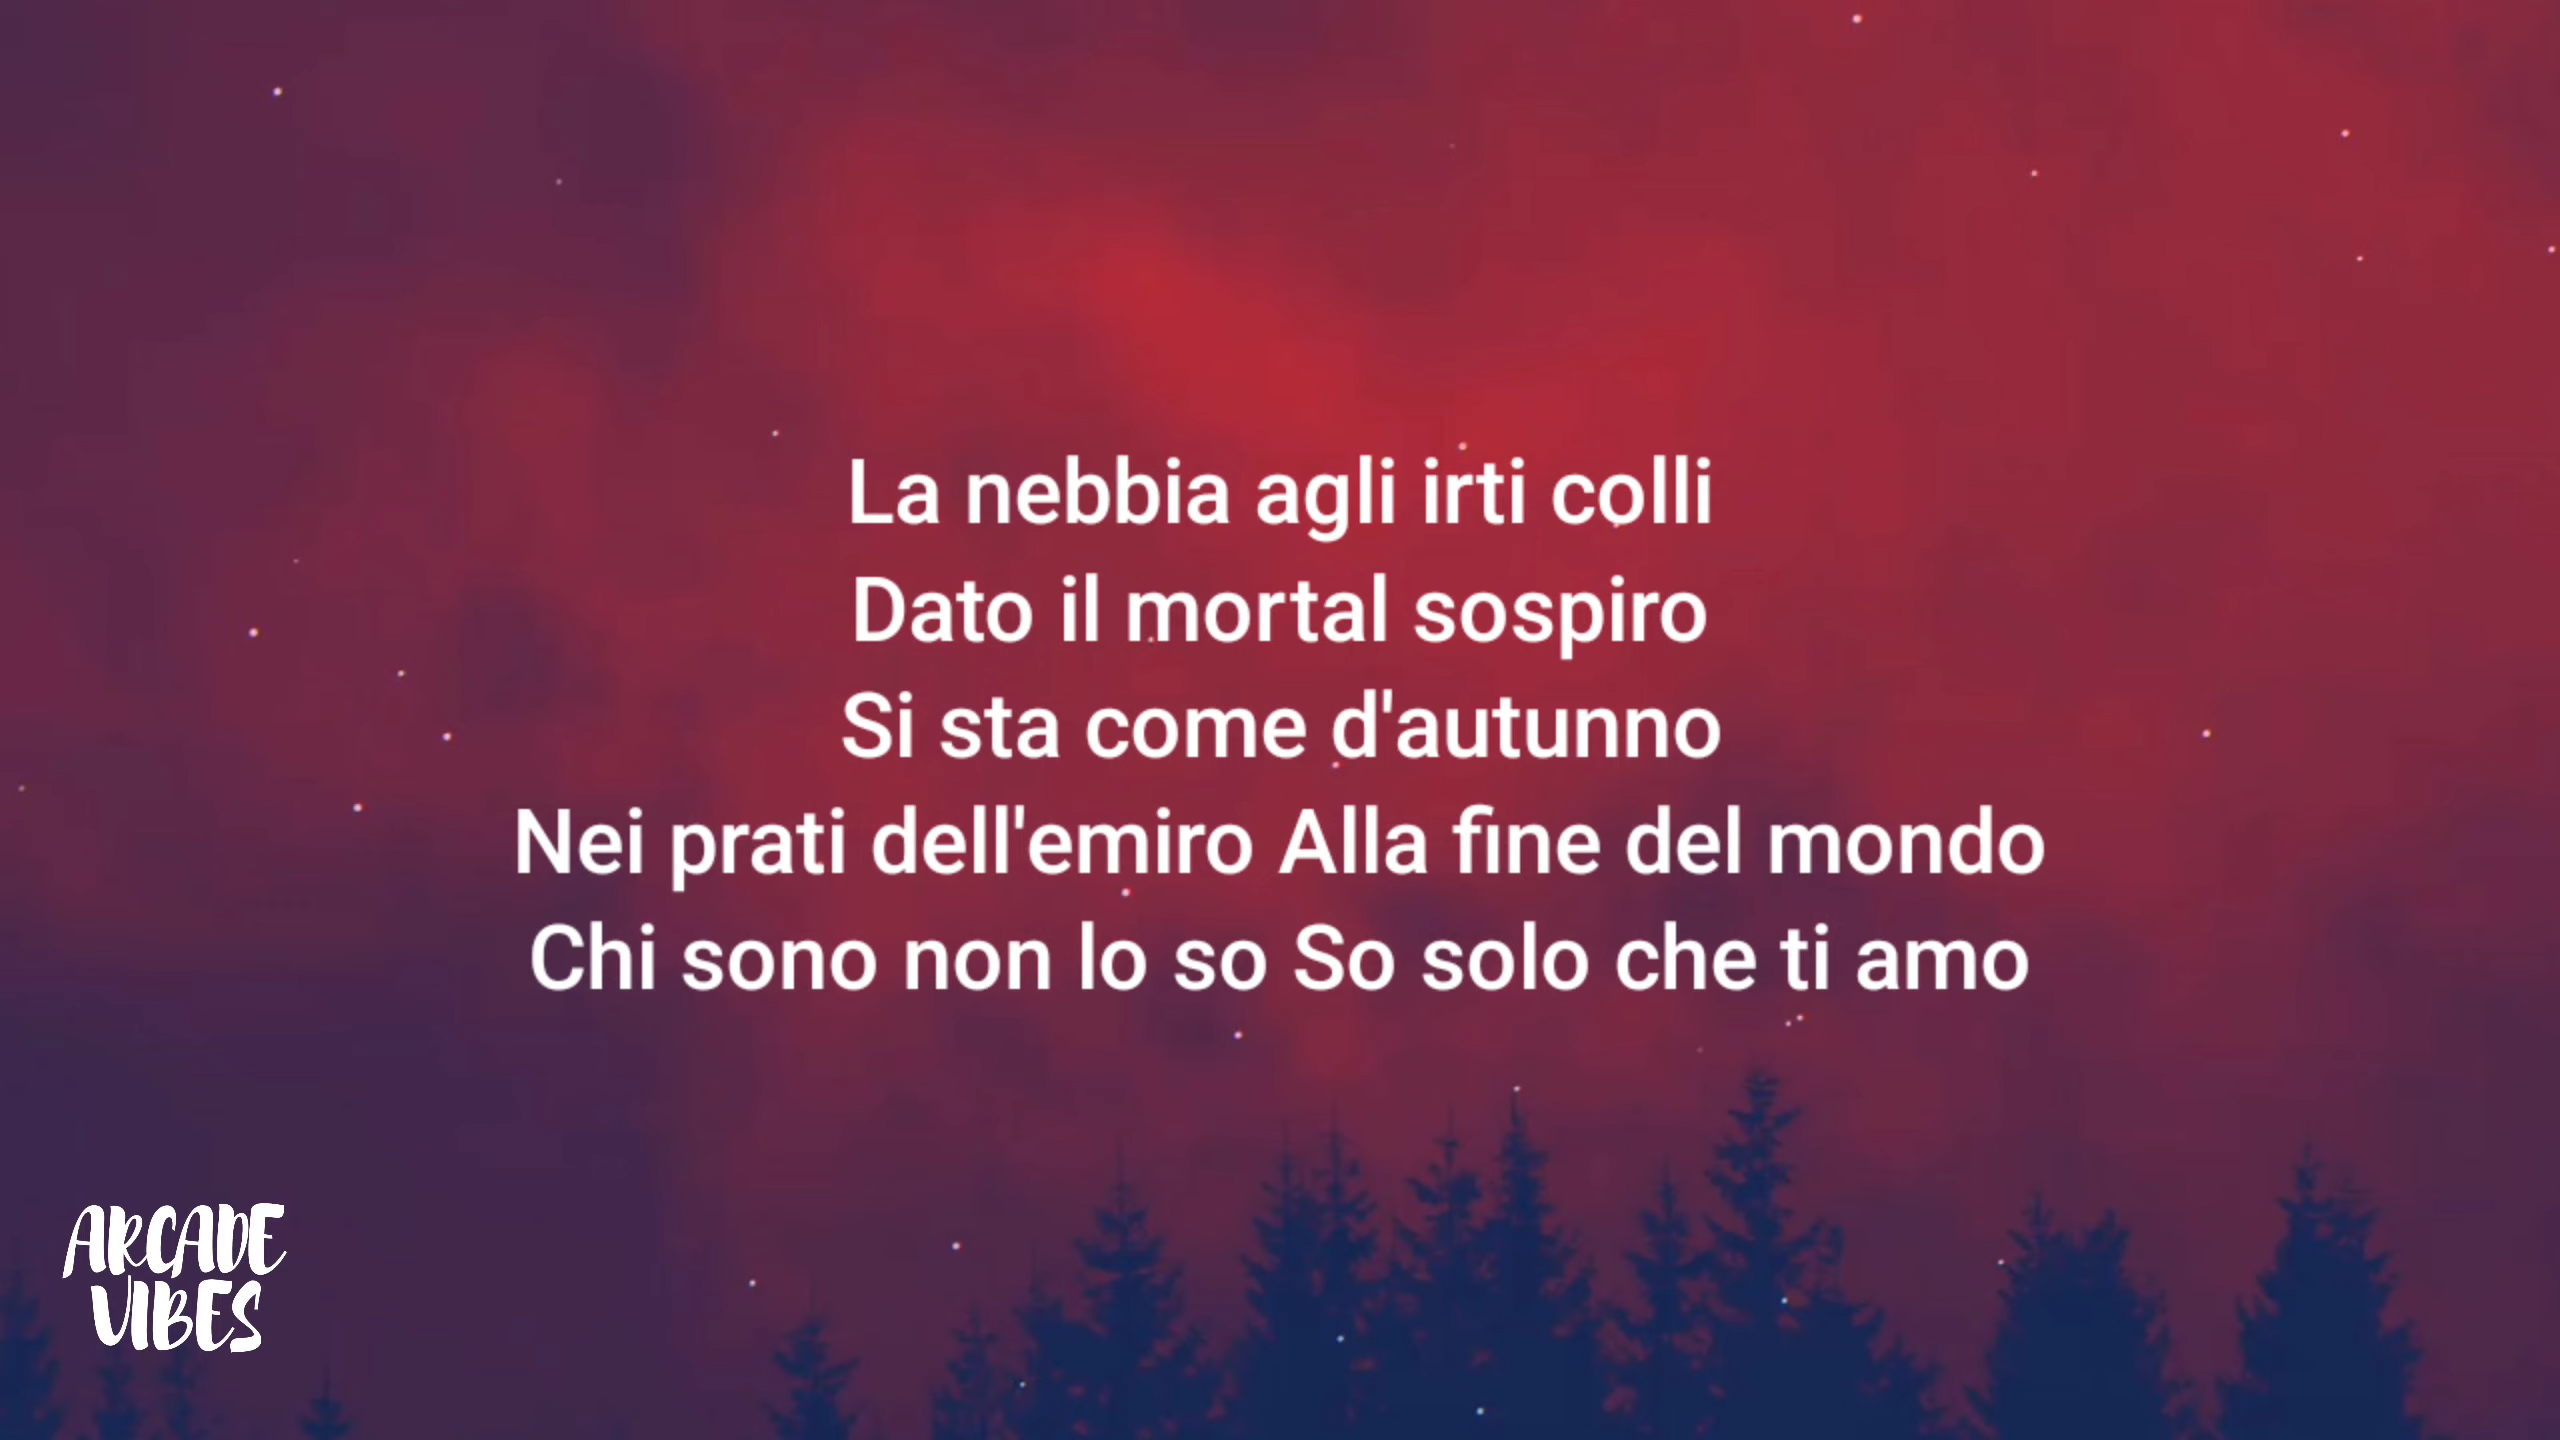 La nebbia agli irti colli
Dato il mortal sospiro
Si sta come d'autunno
Nei prati dell'emiro Alla fine del mondo
Chi sono non lo so So solo che ti amo
ARCADE
VIBES